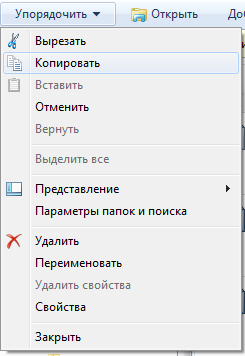 Упорядочить Открыть
Вырезать
Копировать
Вставить
Отменить
Вернуть
Выделить все
Представление
Параметры папок и поиска
Удалить
Переименовать
Удалить свойства
Свойства
Закрыть